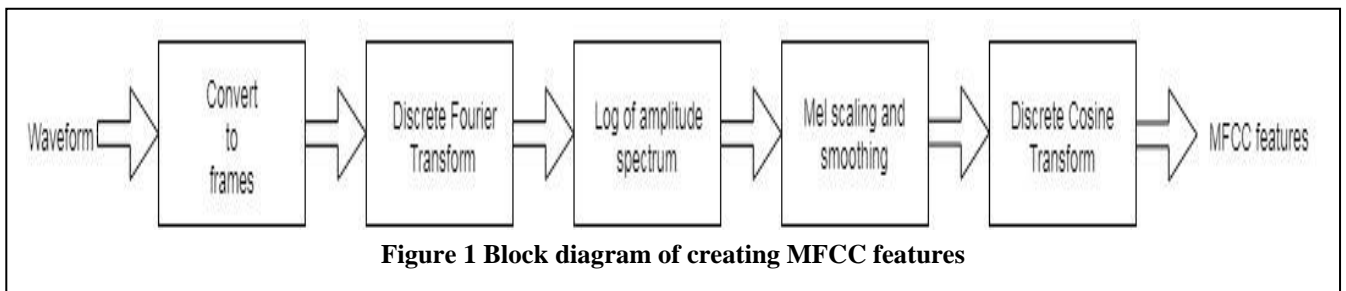 Waveform
Convert
to
frames
Discrete Fourier
Transform
Log of amplitude
spectrum
Mel scaling and
smoothing
Discrete Cosine
Transform
MFCC features
Figure 1 Block diagram of creating MFCC features